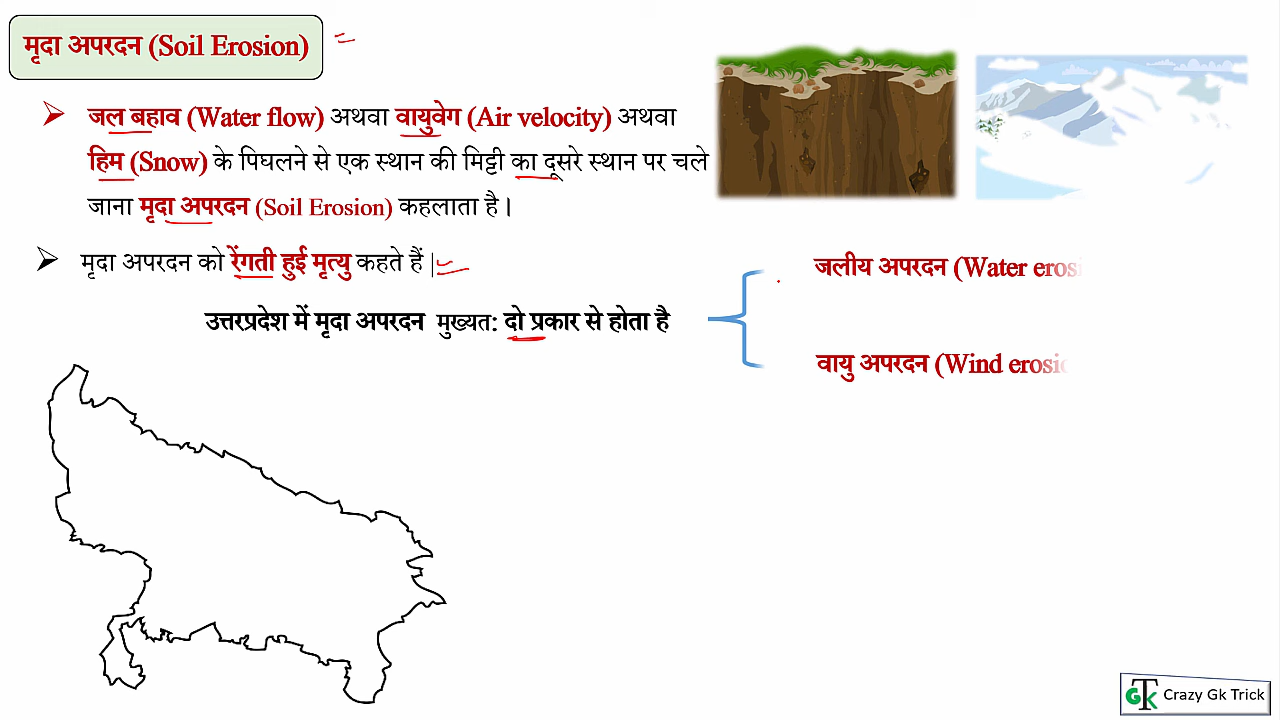 मृदा अपरदन (Soil Erosion)
जल बहाव (Water flow) अथवा वायुवेग (Air velocity) अथवा
हिम (Snow) के पिघलने से एक स्थान की मिट्टी का दूसरे स्थान पर चले
जाना मृदा अपरदन (Soil Erosion) कहलाता है।
मृदा अपरदन को रेंगती हुई मृत्यु कहते हैं|
उत्तरप्रदेश में मृदा अपरदन मुख्यत: दो प्रकार से होता है
जलीय अपरदन (Water
वायु अपरदन (Wind
Crazy Gk Trick